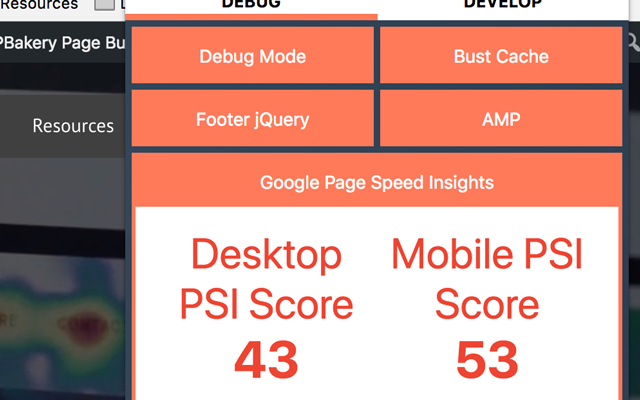 Resources
DEBUG DEVELOP
PBakery Page Bu
Debug Mode Bust Cache
Resources
Footer jQuery AMP
Google Page Speed Insights
Desktop Mobile PSI
PSI Score Score
43 53